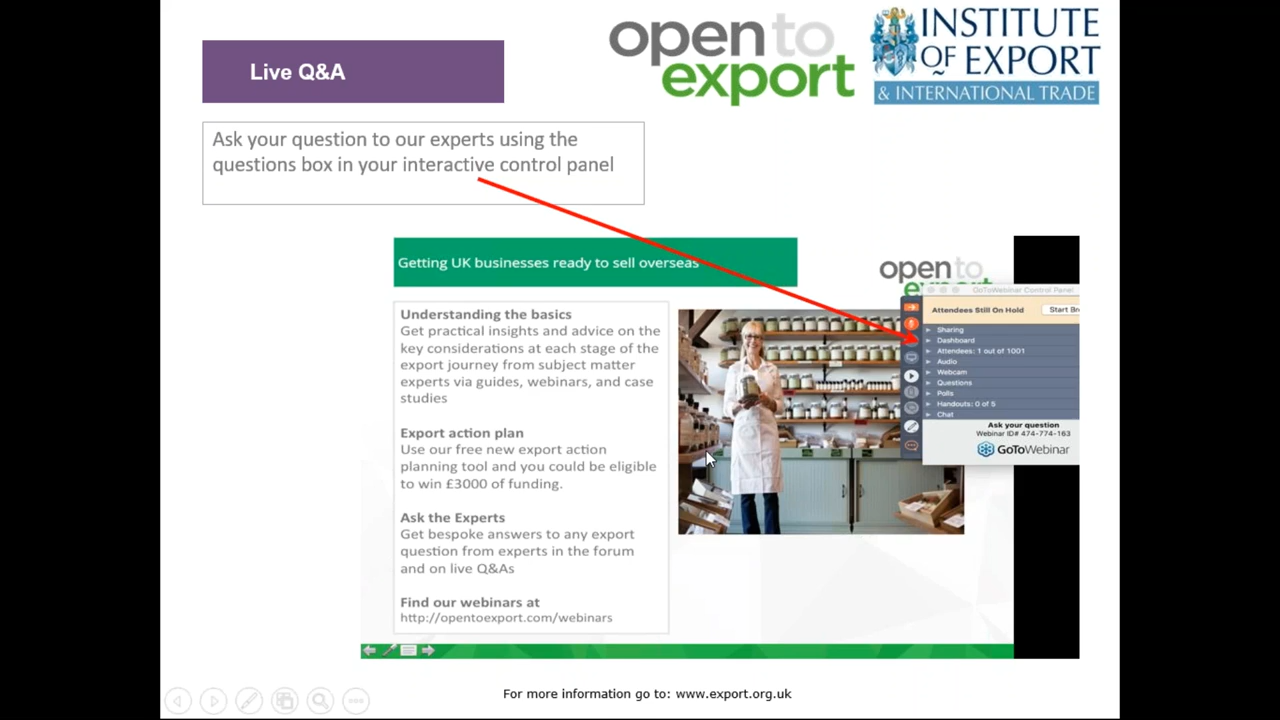 Live Q&A
open to
export
INSTITUTE
OF EXPORT
& INTERNATIONAL TRADE
Ask your question to our experts using the
questions box in your interactive control panel
Getting UK businesses ready to sell overseas
open to
export
Understanding the basics
Get practical insights and advice on the
key considerations at each stage of the
export journey from subject matter
experts via guides, webinars, and case
studies
Export action plan
Use our free new export action
planning tool and you could be eligible
to win £3000 of funding.
Ask the Experts
Get bespoke answers to any export
question from experts in the forum
and on live Q&As
Find our webinars at
http://opentoexport.com/webinars
GoToWebinar Control Panel
Attendees Still On Hold
Start Br
Sharing
Dashboard
Attendees: 1 out of 1001
Audio
Webcam
Questions
Polls
Handouts: 0 of 5
Chat
Ask your question
Webinar ID# 474-774-163
GoToWebinar
For more information go to: www.export.org.uk